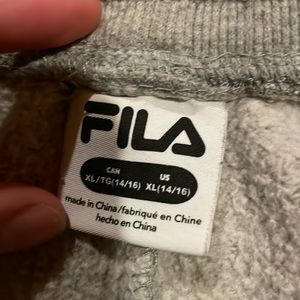 FILA
CAN US
XL/TG(14/16) XL(14/16)
made in China/fabriqué en Chine
hecho en China